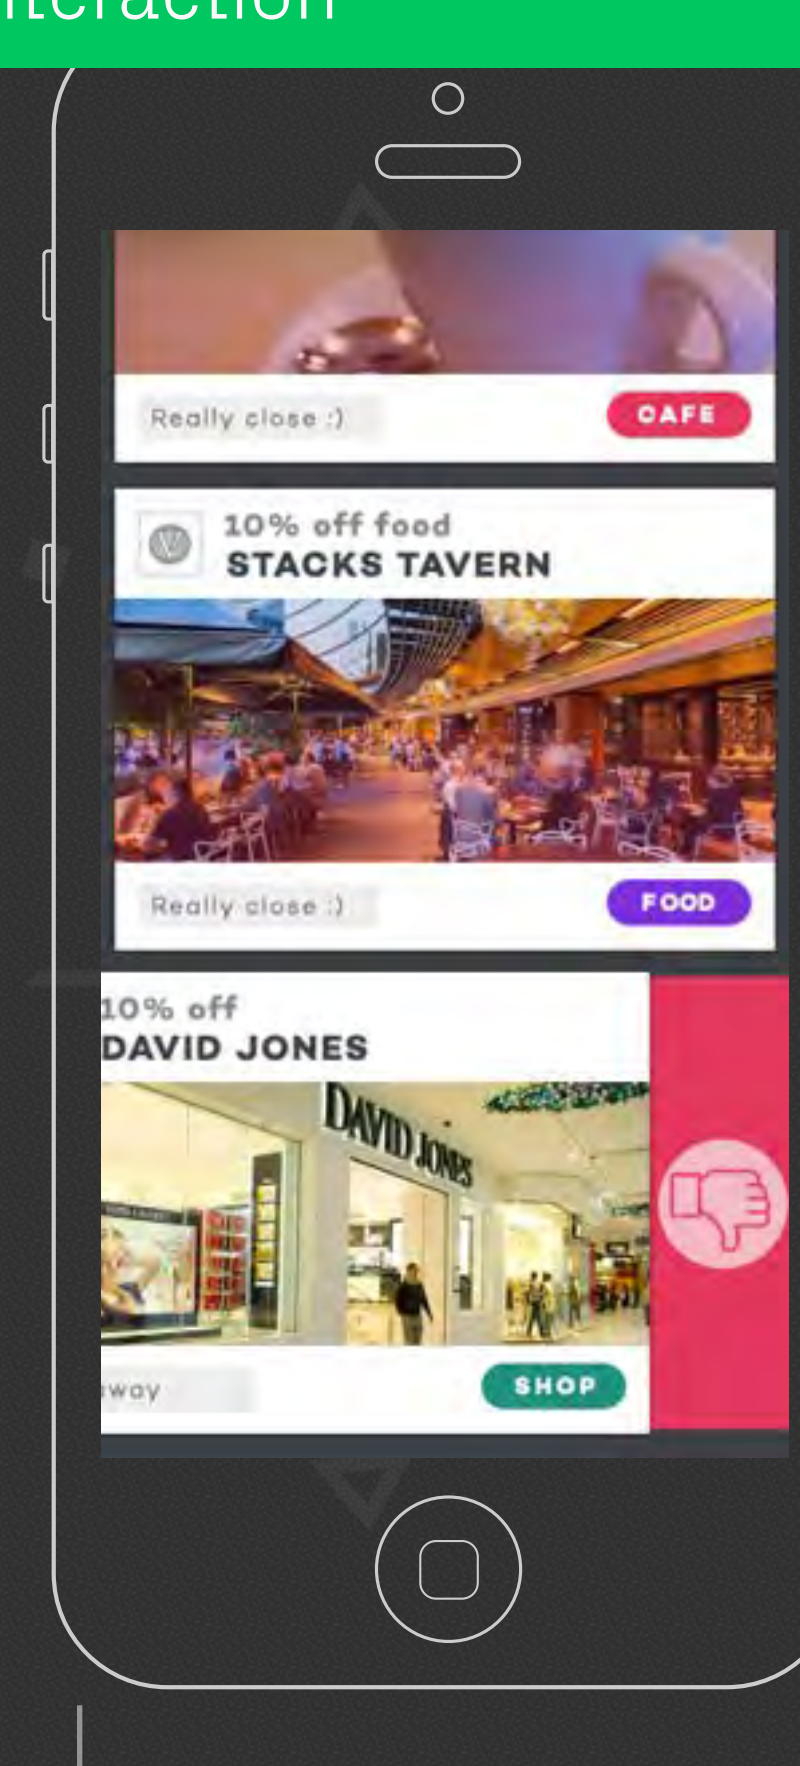 Really close :)
CAFE
10% off food
STACKS TAVERN
Really close :)
FOOD
10% off
DAVID JONES
DAVID JONES
SHOP